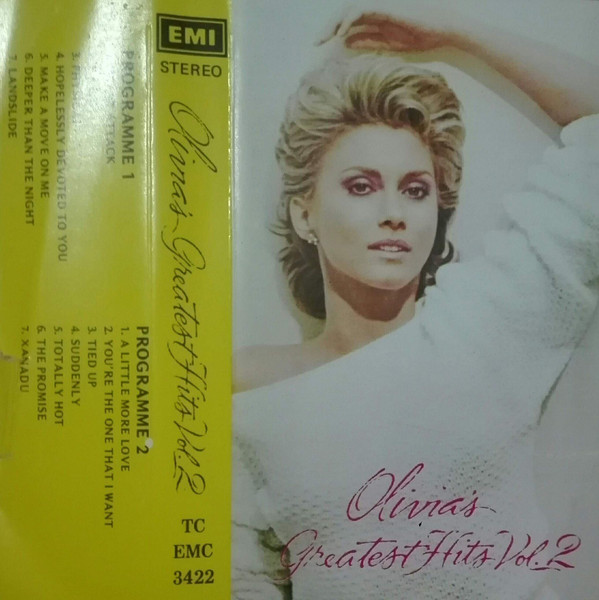 EMI
STEREO
PROGRAMME 1
ATTACK
3. PHYSICAL
4. HOPELESSLY DEVOTED TO YOU
5. MAKE A MOVE ON ME
6. DEEPER THAN THE NIGHT
7. LANDSLIDE
PROGRAMME 2
1. A LITTLE MORE LOVE
2. YOU'RE THE ONE THAT I WANT
3. TIED UP
4. SUDDENLY
5. TOTALLY HOT
6. THE PROMISE
7. XANADU
Olivia's Greatest Hits Vol. 2
TC
EMC
3422
Olivia's
Greatest Hits Vol. 2